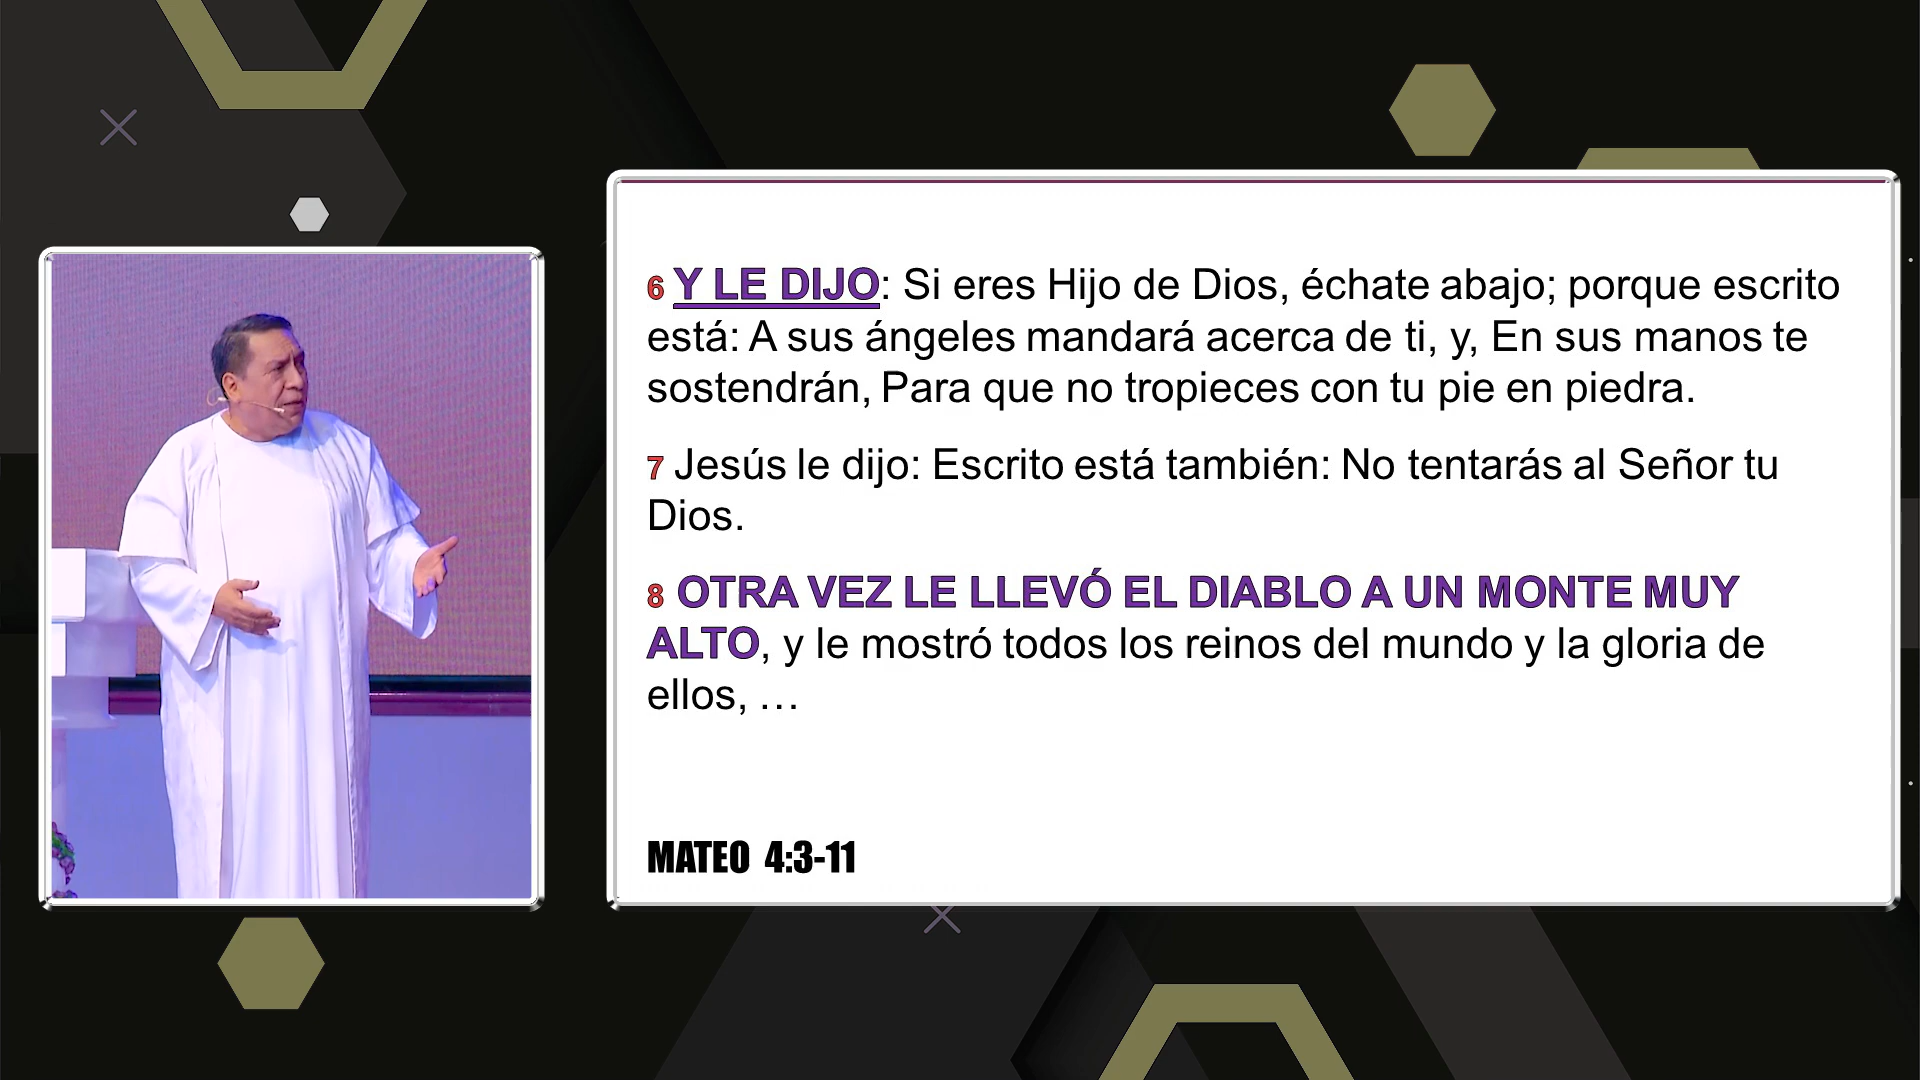 6 Y LE DIJO: Si eres Hijo de Dios, échate abajo; porque escrito
está: A sus ángeles mandará acerca de ti, y, En sus manos te
sostendrán, Para que no tropieces con tu pie en piedra.
7 Jesús le dijo: Escrito está también: No tentarás al Señor tu
Dios.
8 OTRA VEZ LE LLEVÓ EL DIABLO A UN MONTE MUY
ALTO, y le mostró todos los reinos del mundo y la gloria de
ellos, …
MATEO 4:3-11